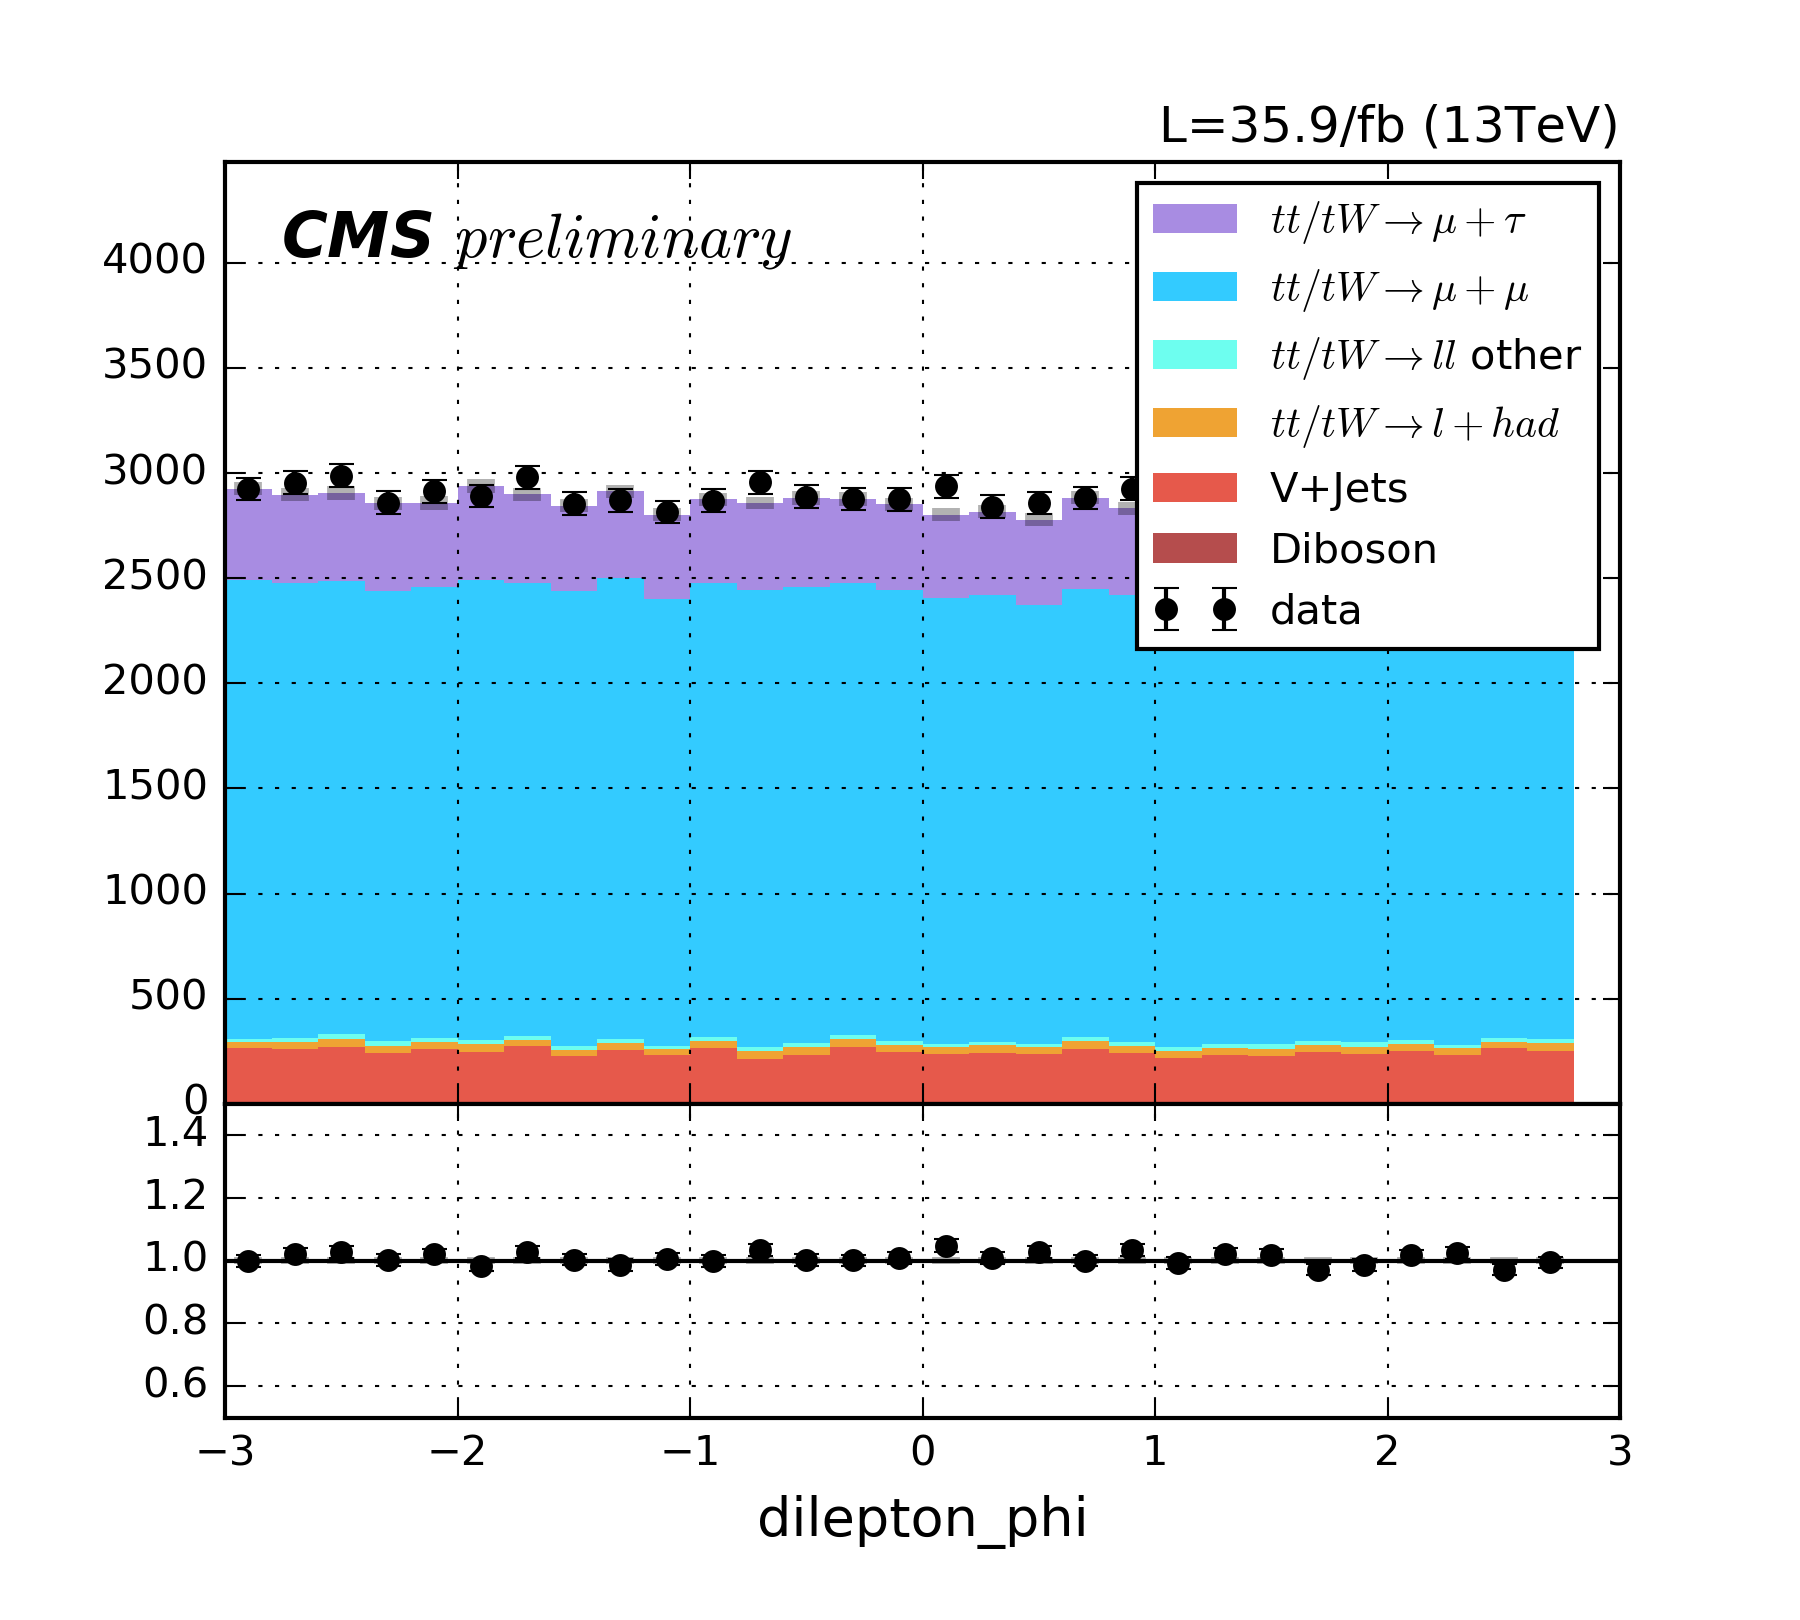 L=35.9/fb (13TeV)
CMS preliminary
tt/tW→μ+τ
tt/tW→μ+μ
tt/tW→ll other
tt/tW→l+had
V+Jets
Diboson
data
4000
3500
3000
2500
2000
1500
1000
500
0
1.4
1.2
1.0
0.8
0.6
−3 −2 −1 0 1 2 3
dilepton_phi